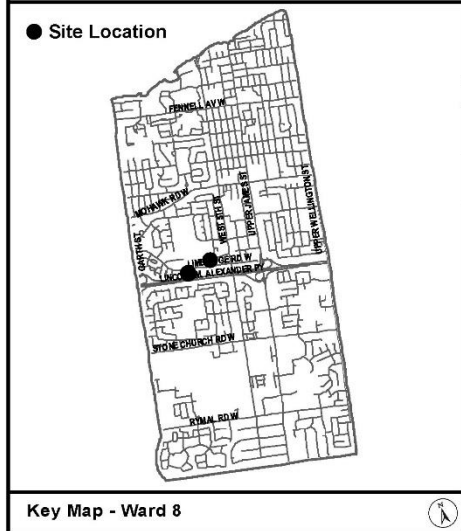 Site Location
FENNELL AV W
MOHAWK RD W
WEST 5TH ST
UPPER JAMES ST
UPPER WELLINGTON ST
GARTH ST
RD W
ALEXANDER PY
STONE CHURCH RD W
RYMAL RD W
Key Map - Ward 8
N